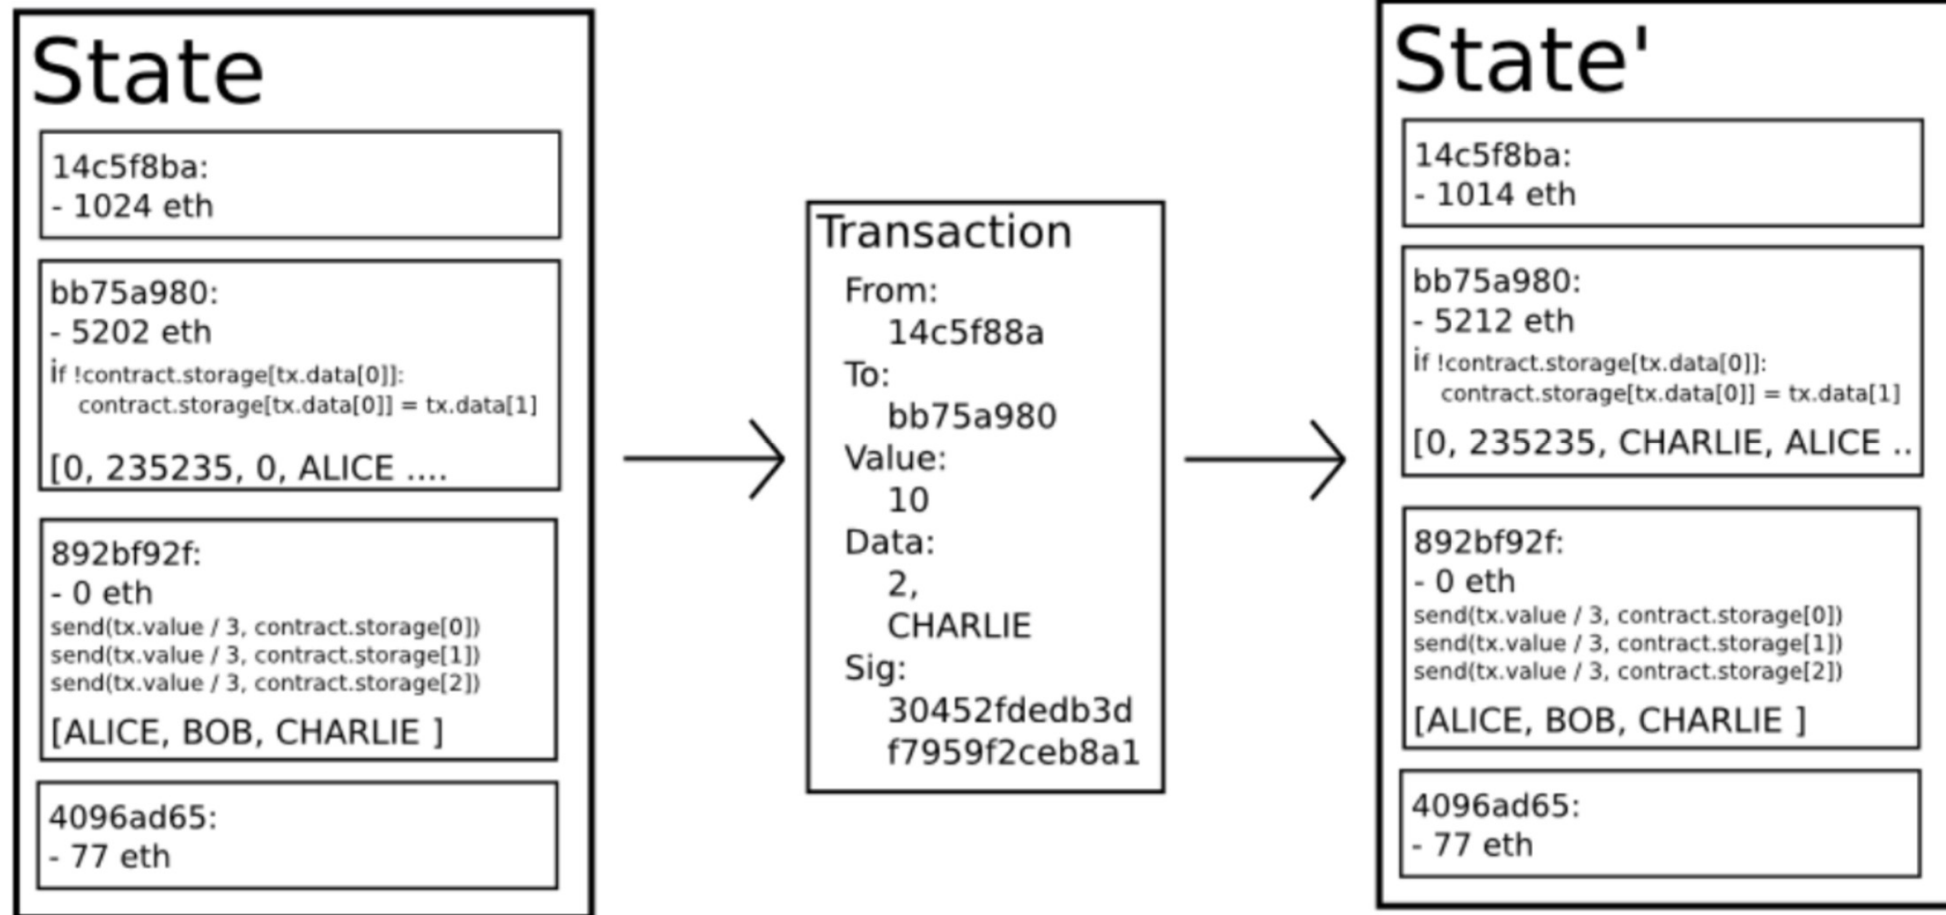 State
14c5f8ba:
- 1024 eth
bb75a980:
- 5202 eth
if !contract.storage[tx.data[0]]:
contract.storage[tx.data[0]] = tx.data[1]
[0, 235235, 0, ALICE ....
892bf92f:
- 0 eth
send(tx.value / 3, contract.storage[0])
send(tx.value / 3, contract.storage[1])
send(tx.value / 3, contract.storage[2])
[ALICE, BOB, CHARLIE ]
4096ad65:
- 77 eth
Transaction
From:
14c5f88a
To:
bb75a980
Value:
10
Data:
2,
CHARLIE
Sig:
30452fdedb3d
f7959f2ceb8a1
State'
14c5f8ba:
- 1014 eth
bb75a980:
- 5212 eth
if !contract.storage[tx.data[0]]:
contract.storage[tx.data[0]] = tx.data[1]
[0, 235235, CHARLIE, ALICE ..
892bf92f:
- 0 eth
send(tx.value / 3, contract.storage[0])
send(tx.value / 3, contract.storage[1])
send(tx.value / 3, contract.storage[2])
[ALICE, BOB, CHARLIE ]
4096ad65:
- 77 eth